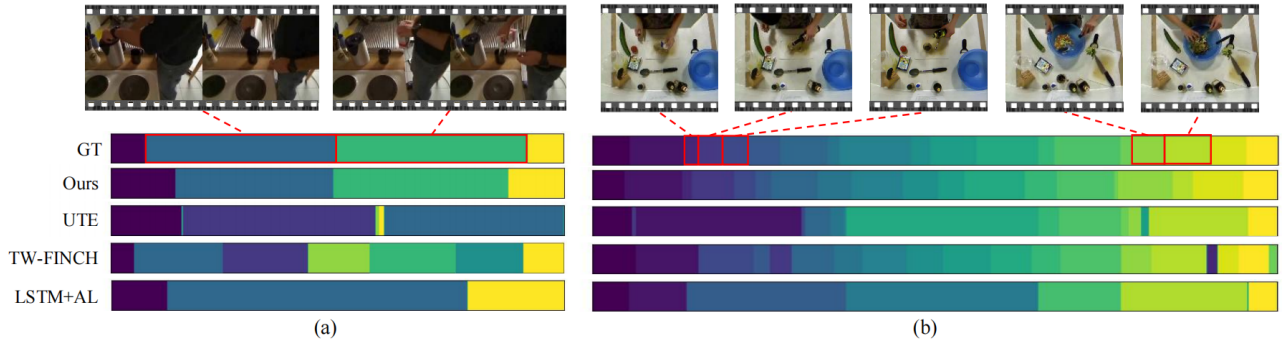 GT
Ours
UTE
TW-FINCH
LSTM+AL
(a)
(b)